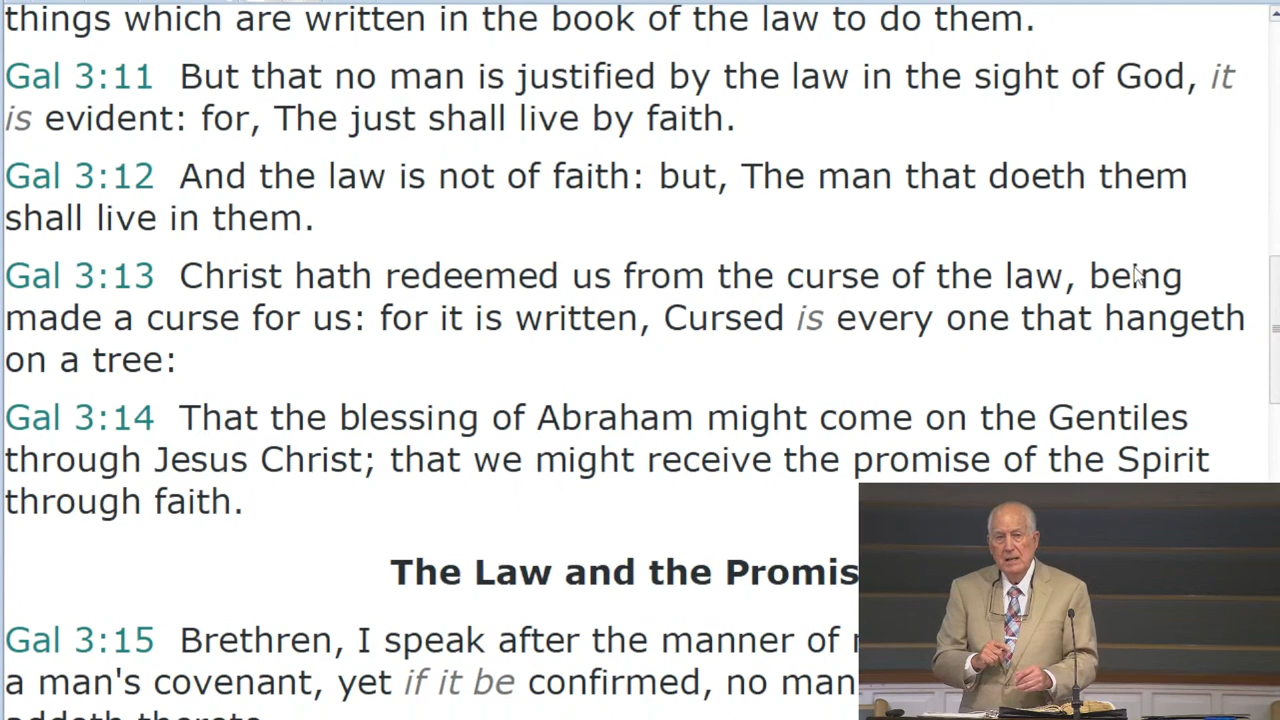 things which are written in the book of the law to do them.
Gal 3:11 But that no man is justified by the law in the sight of God, it
is evident: for, The just shall live by faith.
Gal 3:12 And the law is not of faith: but, The man that doeth them
shall live in them.
Gal 3:13 Christ hath redeemed us from the curse of the law, being
made a curse for us: for it is written, Cursed is every one that hangeth
on a tree:
Gal 3:14 That the blessing of Abraham might come on the Gentiles
through Jesus Christ; that we might receive the promise of the Spirit
through faith.
The Law and the Promis
Gal 3:15 Brethren, I speak after the manner of
a man's covenant, yet if it be confirmed, no man